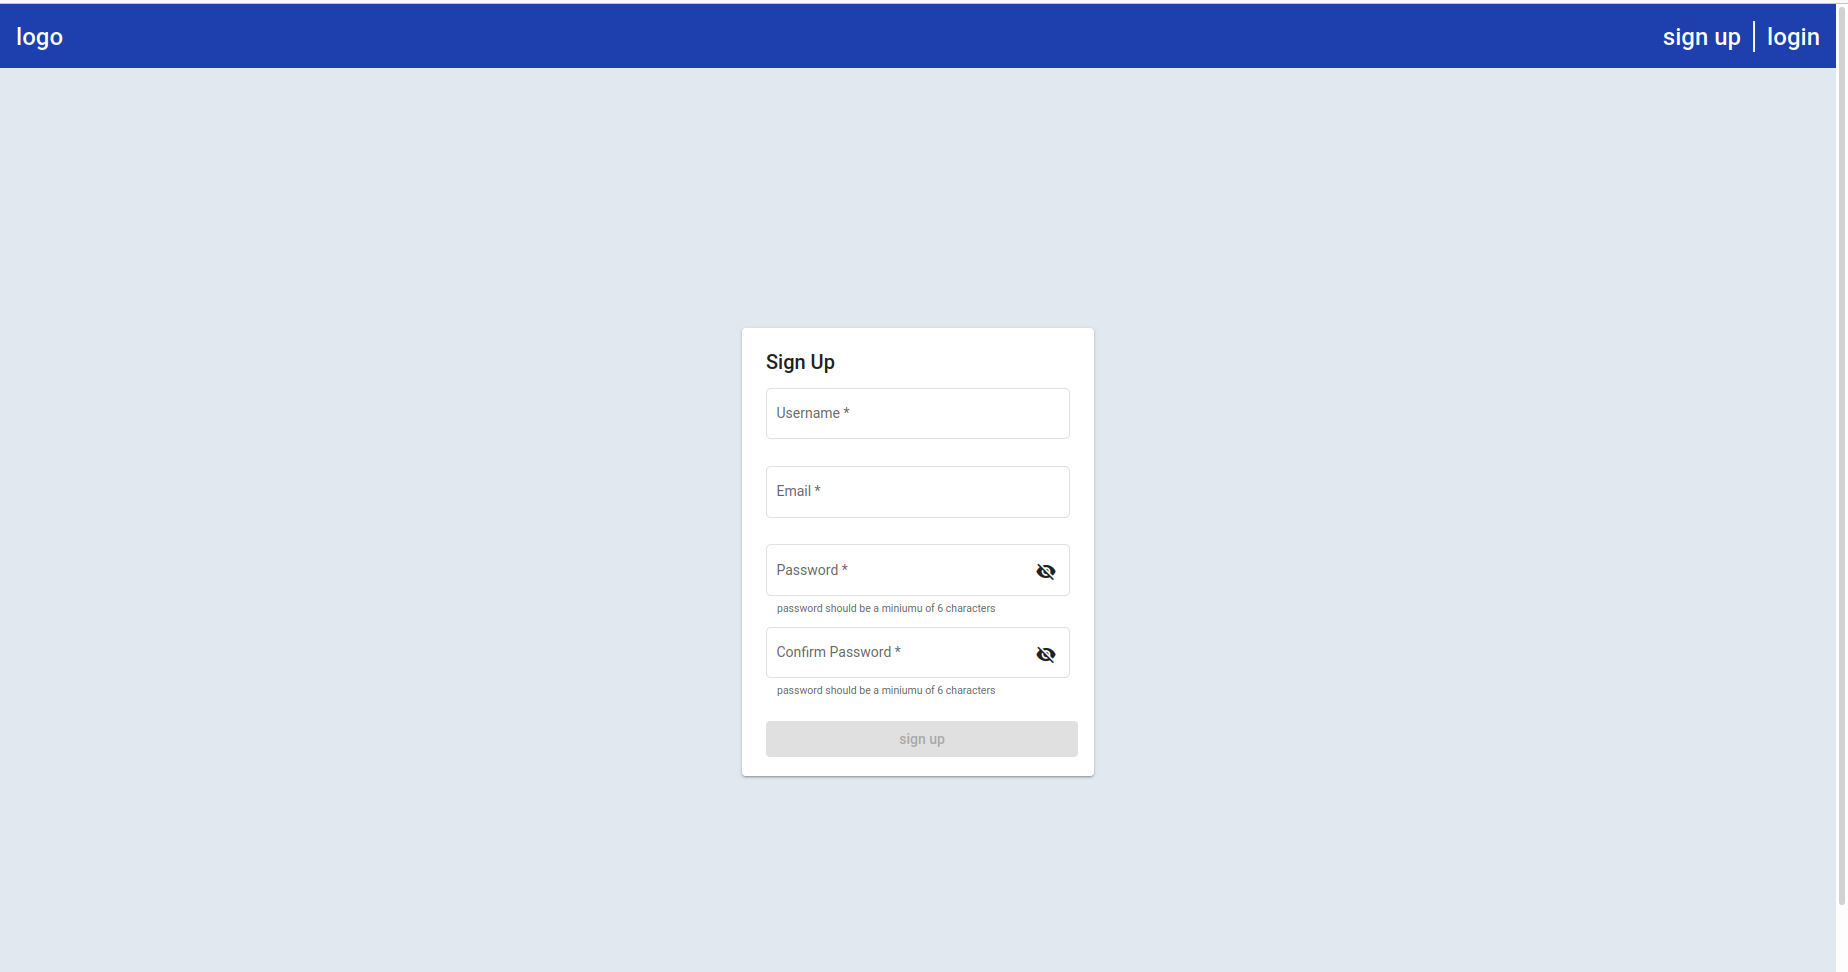 logo
sign up
login
Sign Up
Username *
Email *
Password *
password should be a miniumu of 6 characters
Confirm Password *
password should be a miniumu of 6 characters
sign up